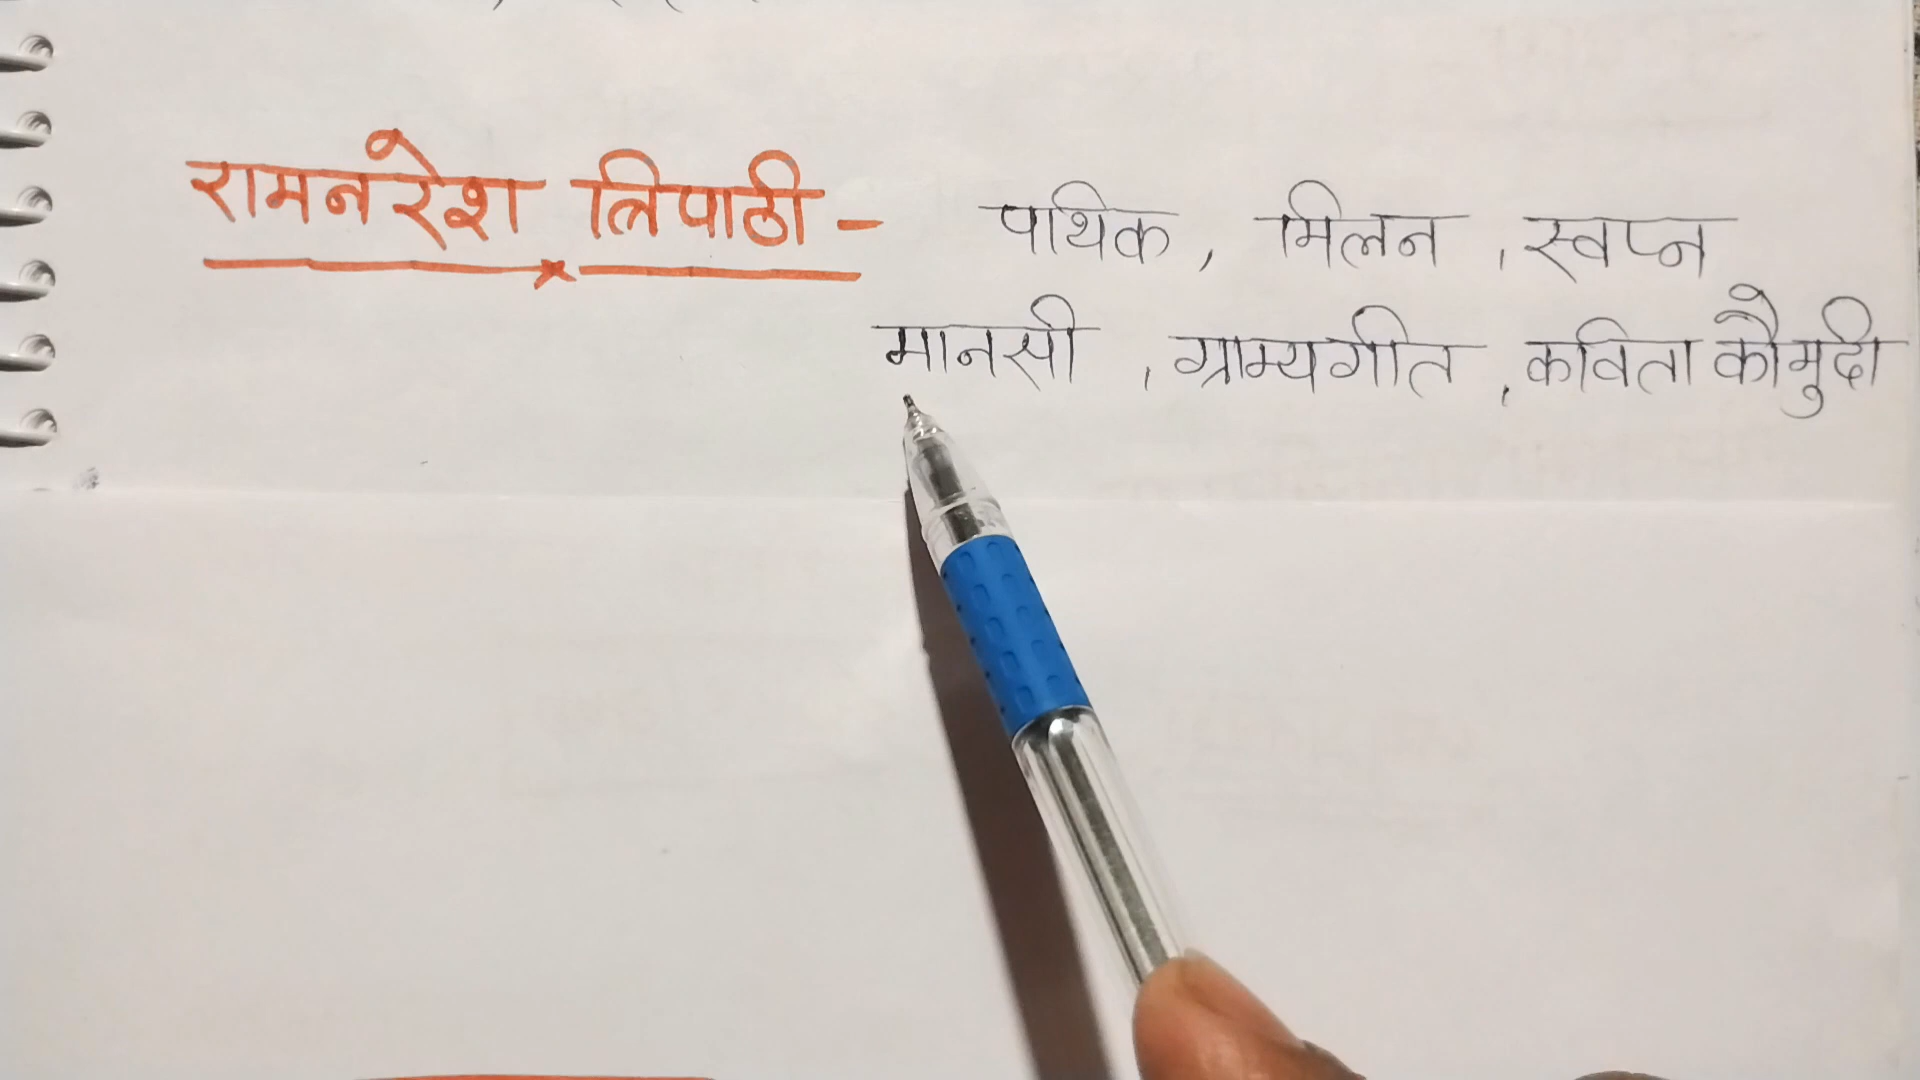 रामनरेश त्रिपाठी - पथिक, मिलन, स्वप्न
मानसी, ग्राम्यगीत, कविता कौमुदी